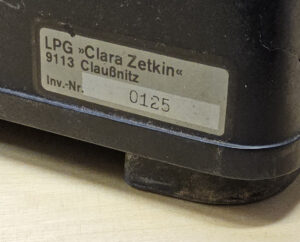 LPG »Clara Zetkin«
9113 Claußnitz
Inv.-Nr. 0125